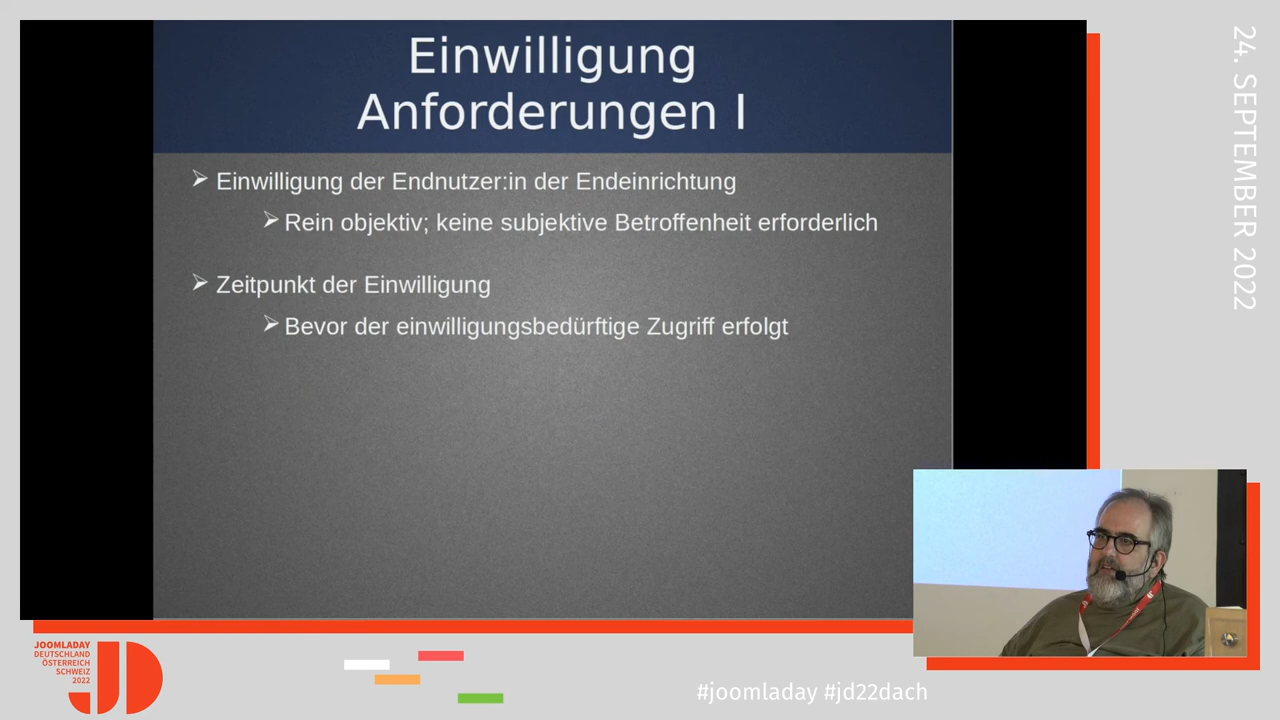 Einwilligung
Anforderungen I
➢ Einwilligung der Endnutzer:in der Endeinrichtung
➢ Rein objektiv; keine subjektive Betroffenheit erforderlich
➢ Zeitpunkt der Einwilligung
➢ Bevor der einwilligungsbedürftige Zugriff erfolgt
24. SEPTEMBER 2022
JOOMLADAY
DEUTSCHLAND
ÖSTERREICH
SCHWEIZ
2022
JD
#joomladay #jd22dach